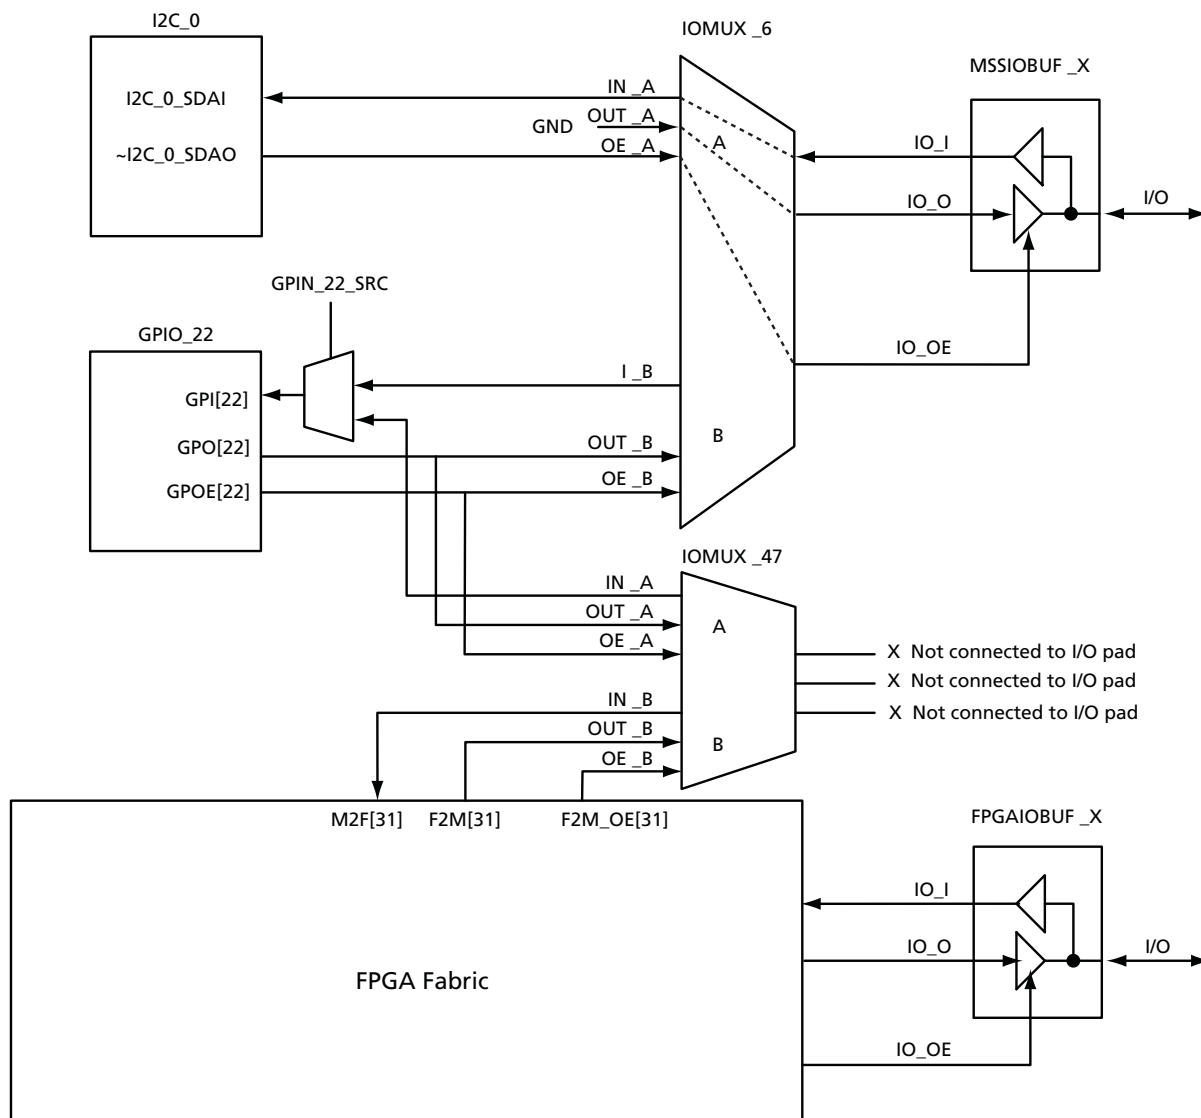 I2C_0
IOMUX _6
MSSIOBUF _X
I2C_0_SDAI
IN _A
GND
OUT _A
A
~I2C_0_SDAO
OE _A
IO_I
IO_O
I/O
GPIN_22_SRC
GPIO_22
IO_OE
I _B
GPI[22]
GPO[22]
OUT _B
B
GPOE[22]
OE _B
IOMUX _47
IN _A
OUT _A
A
OE _A
X Not connected to I/O pad
X Not connected to I/O pad
IN _B
X Not connected to I/O pad
OUT _B
B
OE _B
M2F[31]
F2M[31]
F2M_OE[31]
FPGAIOBUF _X
IO_I
IO_O
I/O
FPGA Fabric
IO_OE